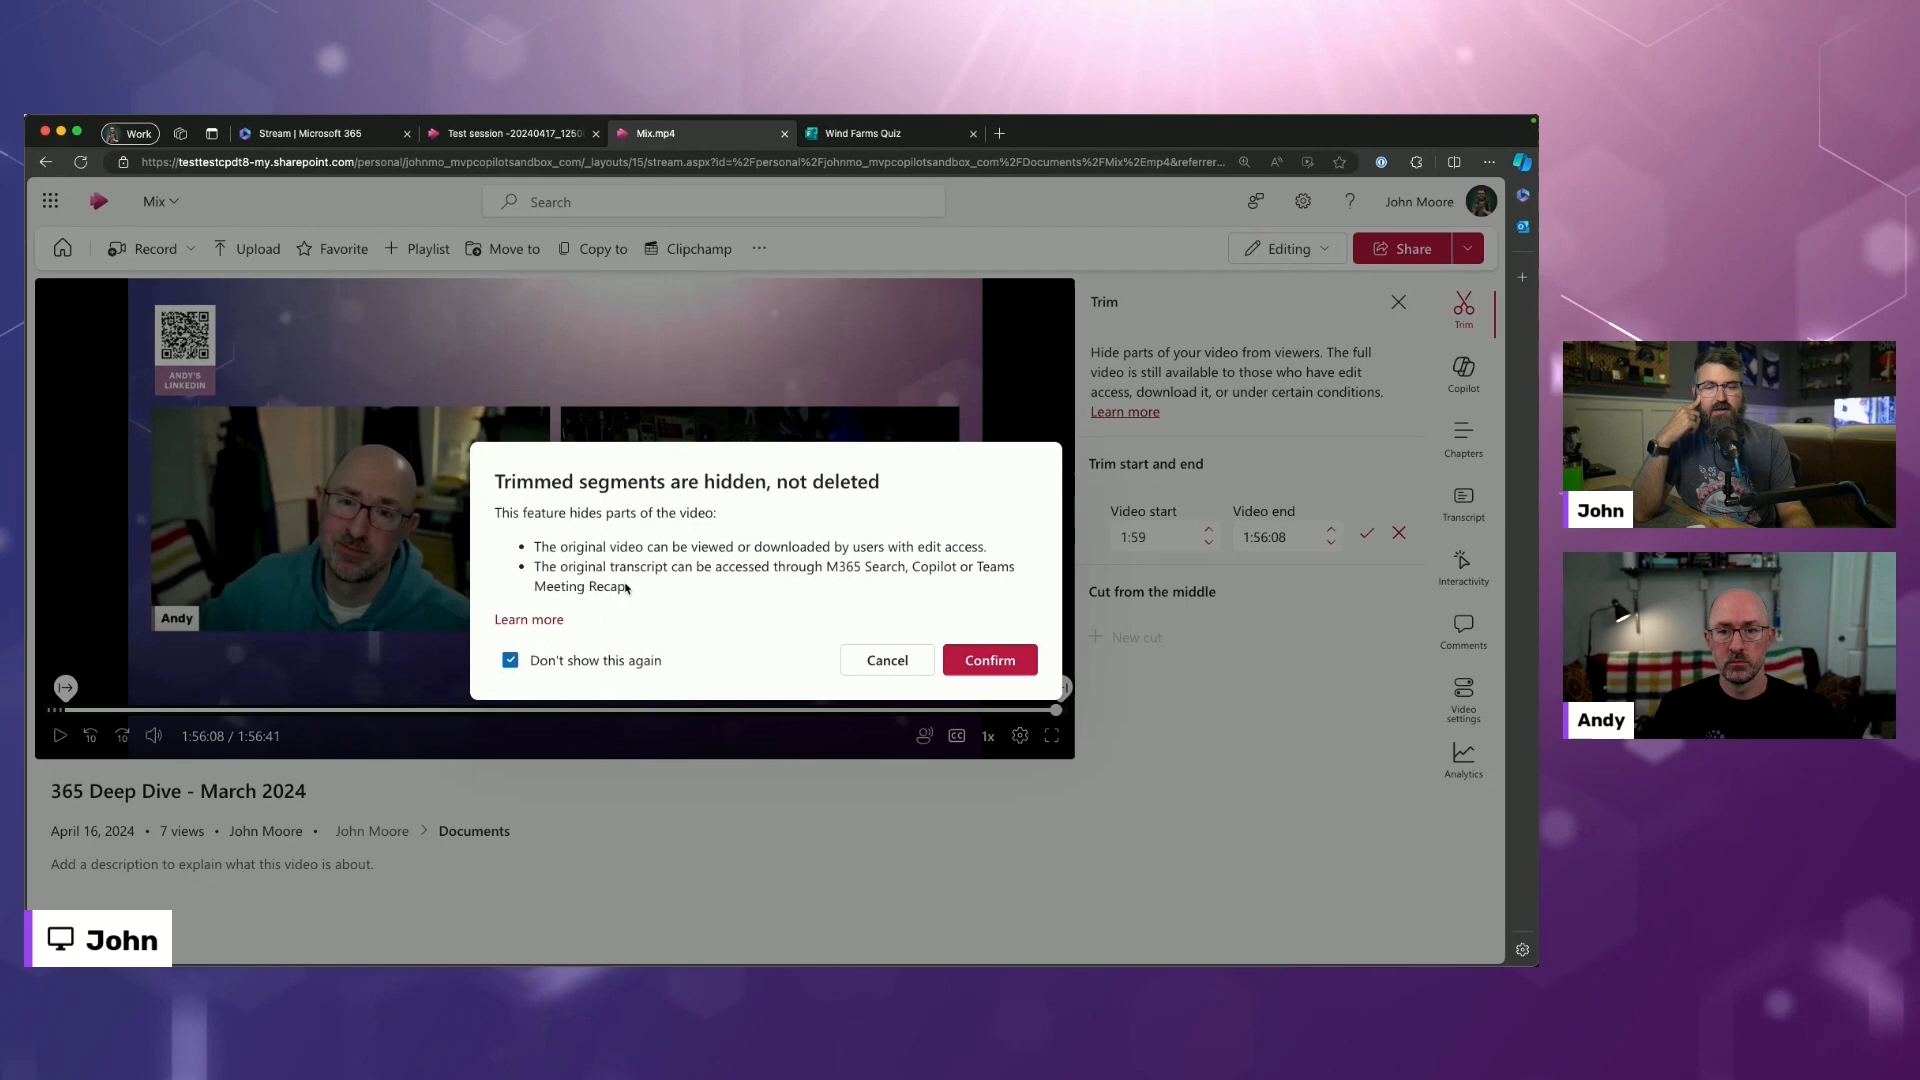 Work
Stream | Microsoft 365
Test session -20240417_1250
Mix.mp4
Wind Farms Quiz
https://testtestcpdt8-my.sharepoint.com/personal/johnmo_mvpcopilotsandbox_com/_layouts/15/stream.aspx?id=%2Fpersonal%2Fjohnmo_mvpcopilotsandbox_com%2FDocuments%2FMix%2Emp4&referrer...
Mix
Search
John Moore
Record
Upload
Favorite
Playlist
Move to
Copy to
Clipchamp
Editing
Share
ANDY'S
LINKEDIN
Andy
Trim
Hide parts of your video from viewers. The full
video is still available to those who have edit
access, download it, or under certain conditions.
Learn more
Trim start and end
Video start
Video end
1:59
1:56:08
Cut from the middle
New cut
Trim
Copilot
Chapters
Transcript
Interactivity
Comments
Video
settings
Analytics
Trimmed segments are hidden, not deleted
This feature hides parts of the video:
• The original video can be viewed or downloaded by users with edit access.
• The original transcript can be accessed through M365 Search, Copilot or Teams
Meeting Recap
Learn more
Don't show this again
Cancel
Confirm
10
10
1:56:08 / 1:56:41
CC
1x
365 Deep Dive - March 2024
April 16, 2024 • 7 views • John Moore • John Moore > Documents
Add a description to explain what this video is about.
John
John
Andy